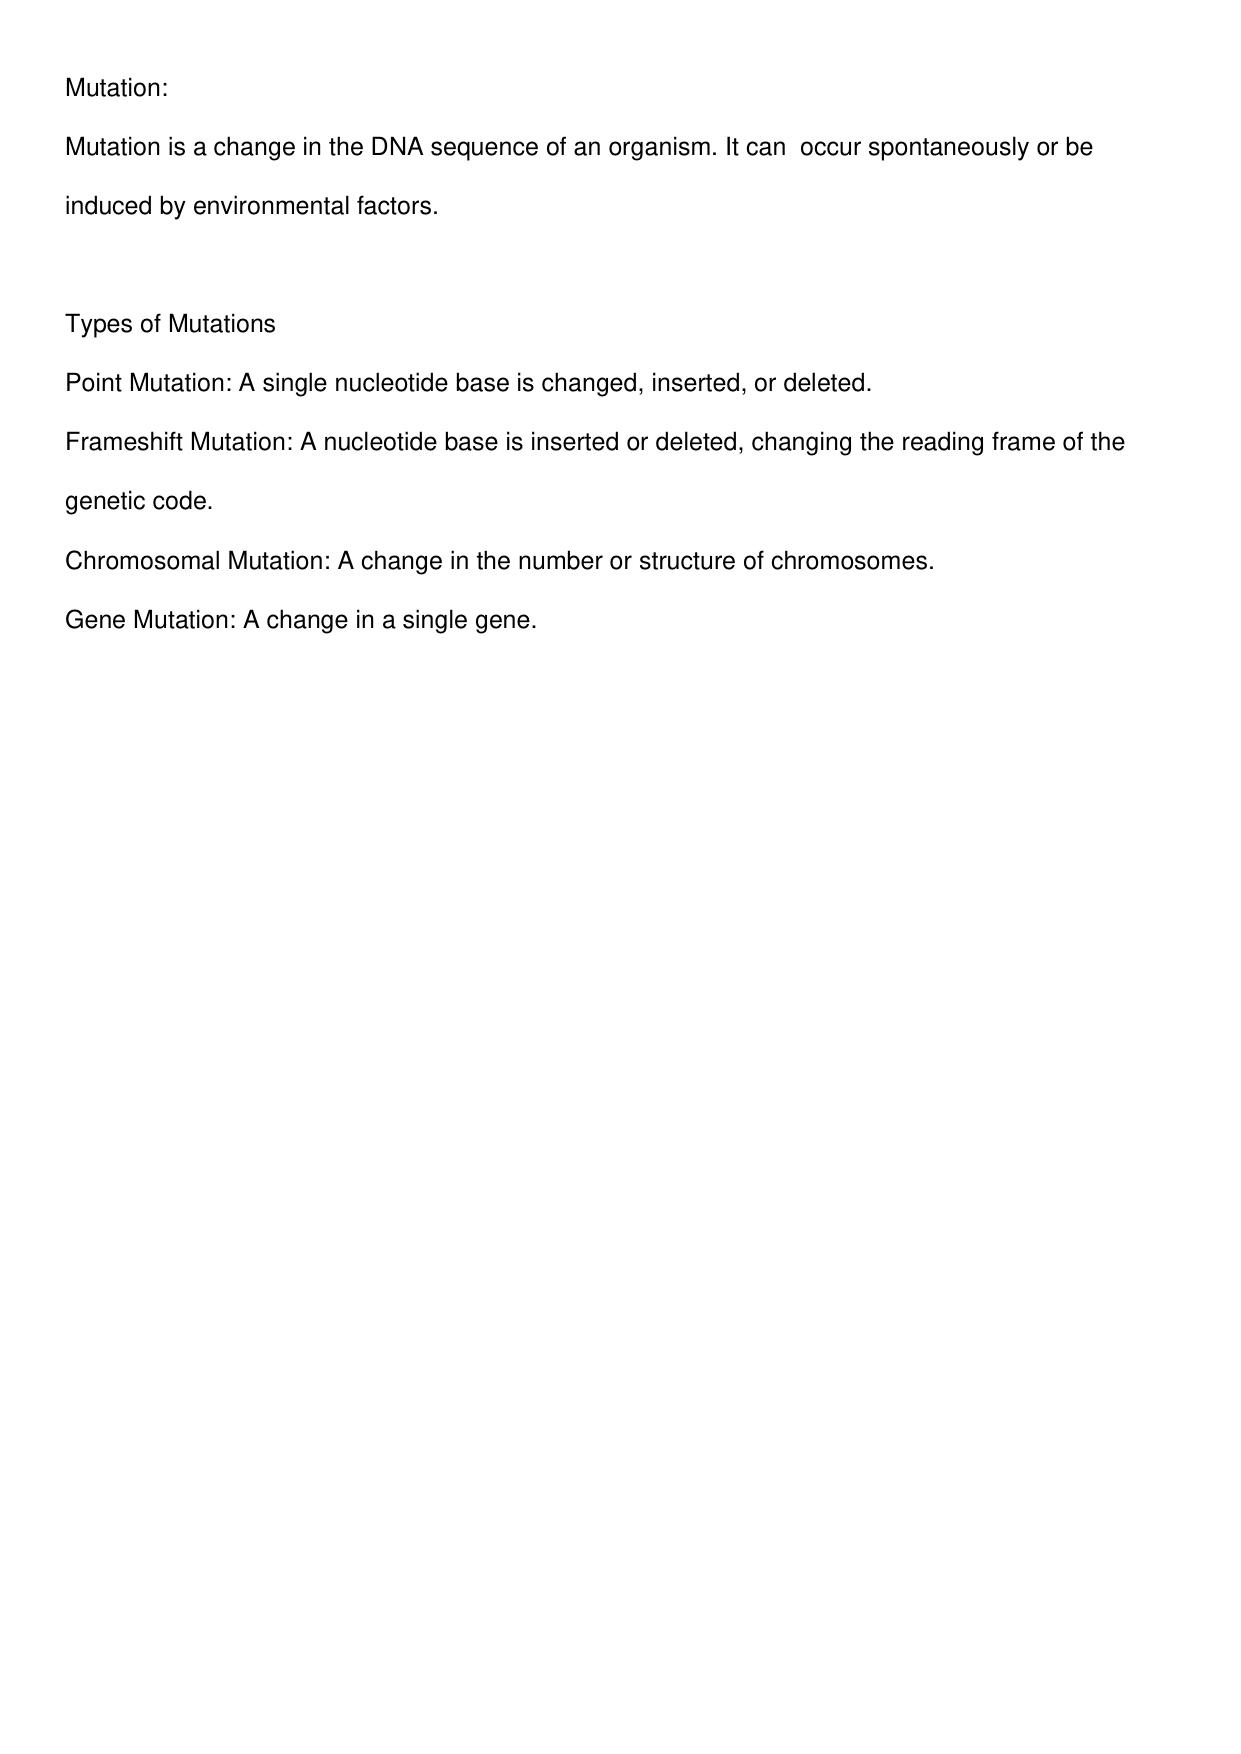 Mutation:
Mutation is a change in the DNA sequence of an organism. It can  occur spontaneously or be
induced by environmental factors.
Types of Mutations
Point Mutation: A single nucleotide base is changed, inserted, or deleted.
Frameshift Mutation: A nucleotide base is inserted or deleted, changing the reading frame of the
genetic code.
Chromosomal Mutation: A change in the number or structure of chromosomes.
Gene Mutation: A change in a single gene.